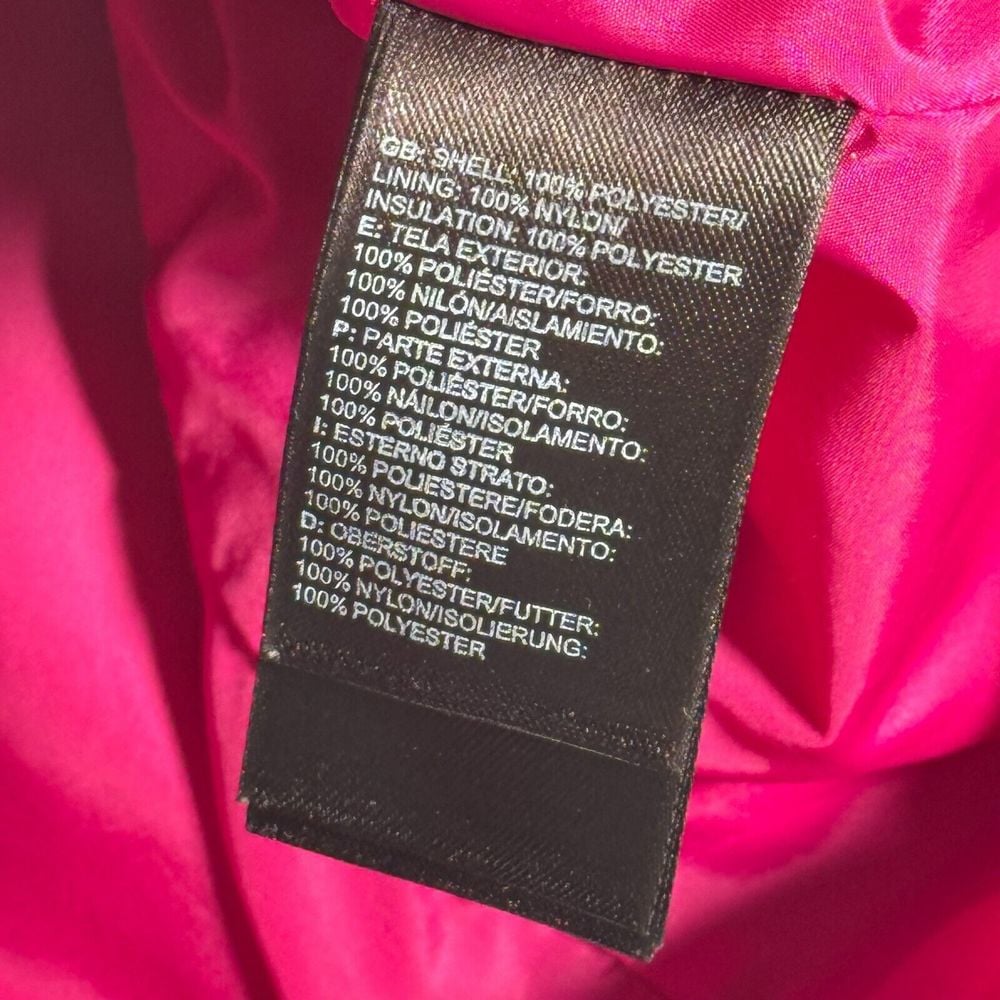 GB: SHELL: 100% POLYESTER/
LINING: 100% NYLON/
INSULATION: 100% POLYESTER
E: TELA EXTERIOR:
100% POLIÉSTER/FORRO:
100% NILÓN/AISLAMIENTO:
100% POLIÉSTER
P: PARTE EXTERNA:
100% POLIÉSTER/FORRO:
100% NÁILON/ISOLAMENTO:
100% POLIÉSTER
I: ESTERNO STRATO:
100% POLIESTERE/FODERA:
100% NYLON/ISOLAMENTO:
100% POLIESTERE
D: OBERSTOFF:
100% POLYESTER/FUTTER:
100% NYLON/ISOLIERUNG:
100% POLYESTER